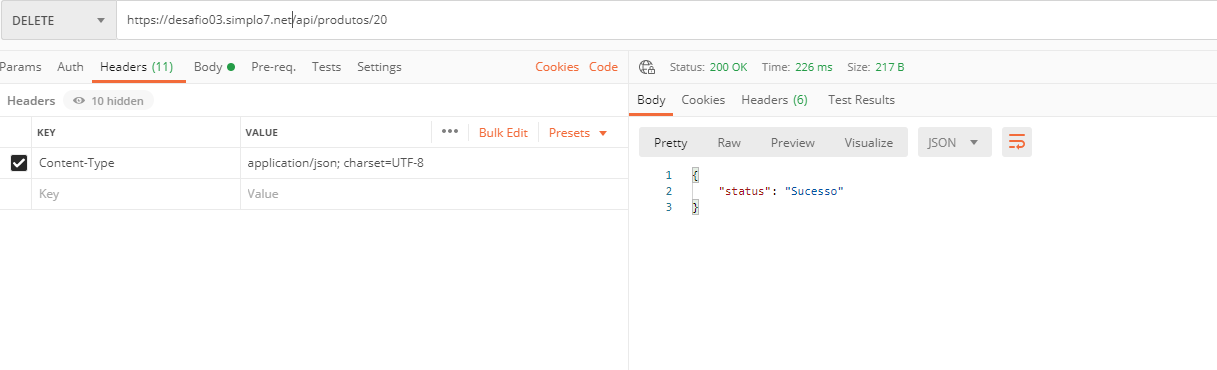 DELETE https://desafio03.simplo7.net/api/produtos/20
Params Auth Headers (11) Body Pre-req. Tests Settings Cookies Code
Headers 10 hidden
KEY VALUE ••• Bulk Edit Presets
Content-Type application/json; charset=UTF-8
Key Value
Status: 200 OK Time: 226 ms Size: 217 B
Body Cookies Headers (6) Test Results
Pretty Raw Preview Visualize JSON
1 {
2 "status": "Sucesso"
3 }